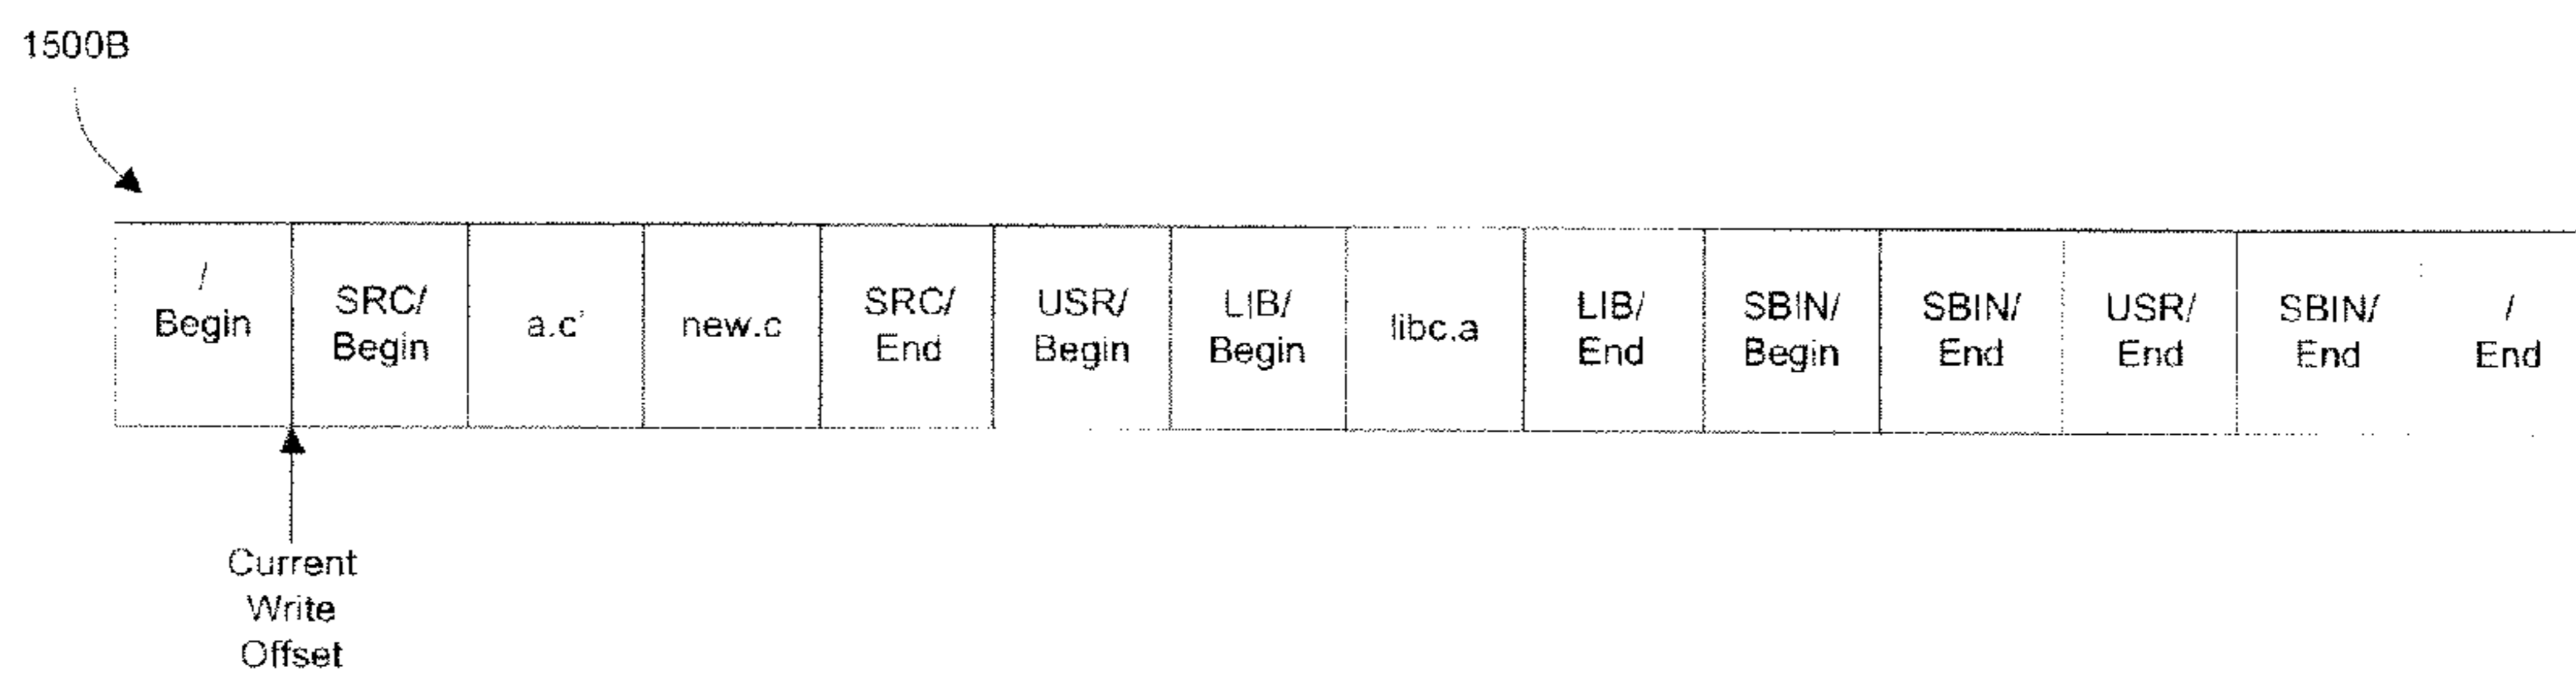 1500B
/
Begin
SRC/
Begin
a.c'
new.c
SRC/
End
USR/
Begin
LIB/
Begin
libc.a
LIB/
End
SBIN/
Begin
SBIN/
End
USR/
End
SBIN/
End
/
End
Current
Write
Offset